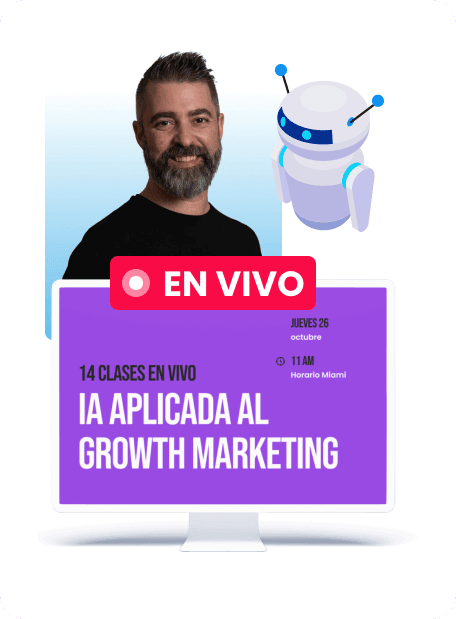 EN VIVO
JUEVES 26
octubre
11 AM
Horario Miami
14 CLASES EN VIVO
IA APLICADA AL
GROWTH MARKETING